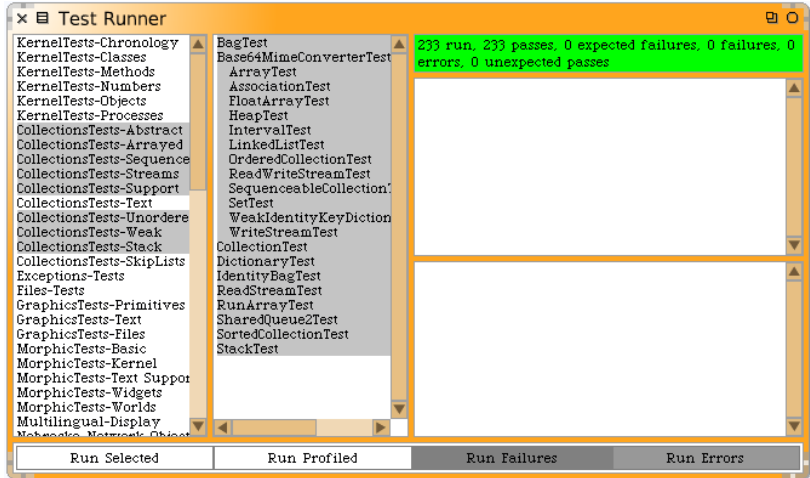 Test Runner
KernelTests-Chronology
KernelTests-Classes
KernelTests-Methods
KernelTests-Numbers
KernelTests-Objects
KernelTests-Processes
CollectionsTests-Abstract
CollectionsTests-Arrayed
CollectionsTests-Sequence
CollectionsTests-Streams
CollectionsTests-Support
CollectionsTests-Text
CollectionsTests-Unordere
CollectionsTests-Weak
CollectionsTests-Stack
CollectionsTests-SkipLists
Exceptions-Tests
Files-Tests
GraphicsTests-Primitives
GraphicsTests-Text
GraphicsTests-Files
MorphicTests-Basic
MorphicTests-Kernel
MorphicTests-Text Suppor
MorphicTests-Widgets
MorphicTests-Worlds
Multilingual-Display
BagTest
Base64MimeConverterTest
ArrayTest
AssociationTest
FloatArrayTest
HeapTest
IntervalTest
LinkedListTest
OrderedCollectionTest
ReadWriteStreamTest
SequenceableCollection
SetTest
WeakIdentityKeyDiction
WriteStreamTest
CollectionTest
DictionaryTest
IdentityBagTest
ReadStreamTest
RunArrayTest
SharedQueue2Test
SortedCollectionTest
StackTest
233 run, 233 passes, 0 expected failures, 0 failures, 0
errors, 0 unexpected passes
Run Selected
Run Profiled
Run Failures
Run Errors